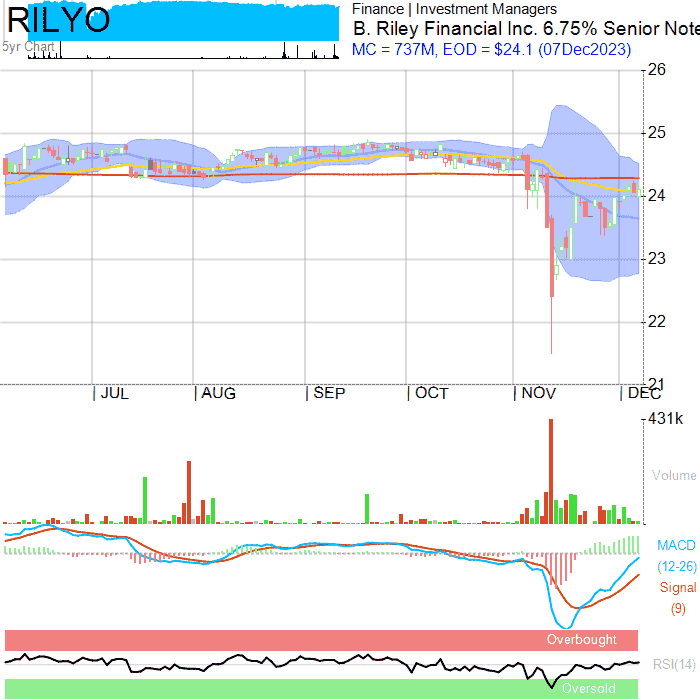 RILYO
5yr Chart
Finance | Investment Managers
B. Riley Financial Inc. 6.75% Senior Note
MC = 737M, EOD = $24.1 (07Dec2023)
26
25
24
23
22
21
JUL AUG SEP OCT NOV DEC
431k
Volume
MACD
(12-26)
Signal
(9)
Overbought
RSI(14)
Oversold